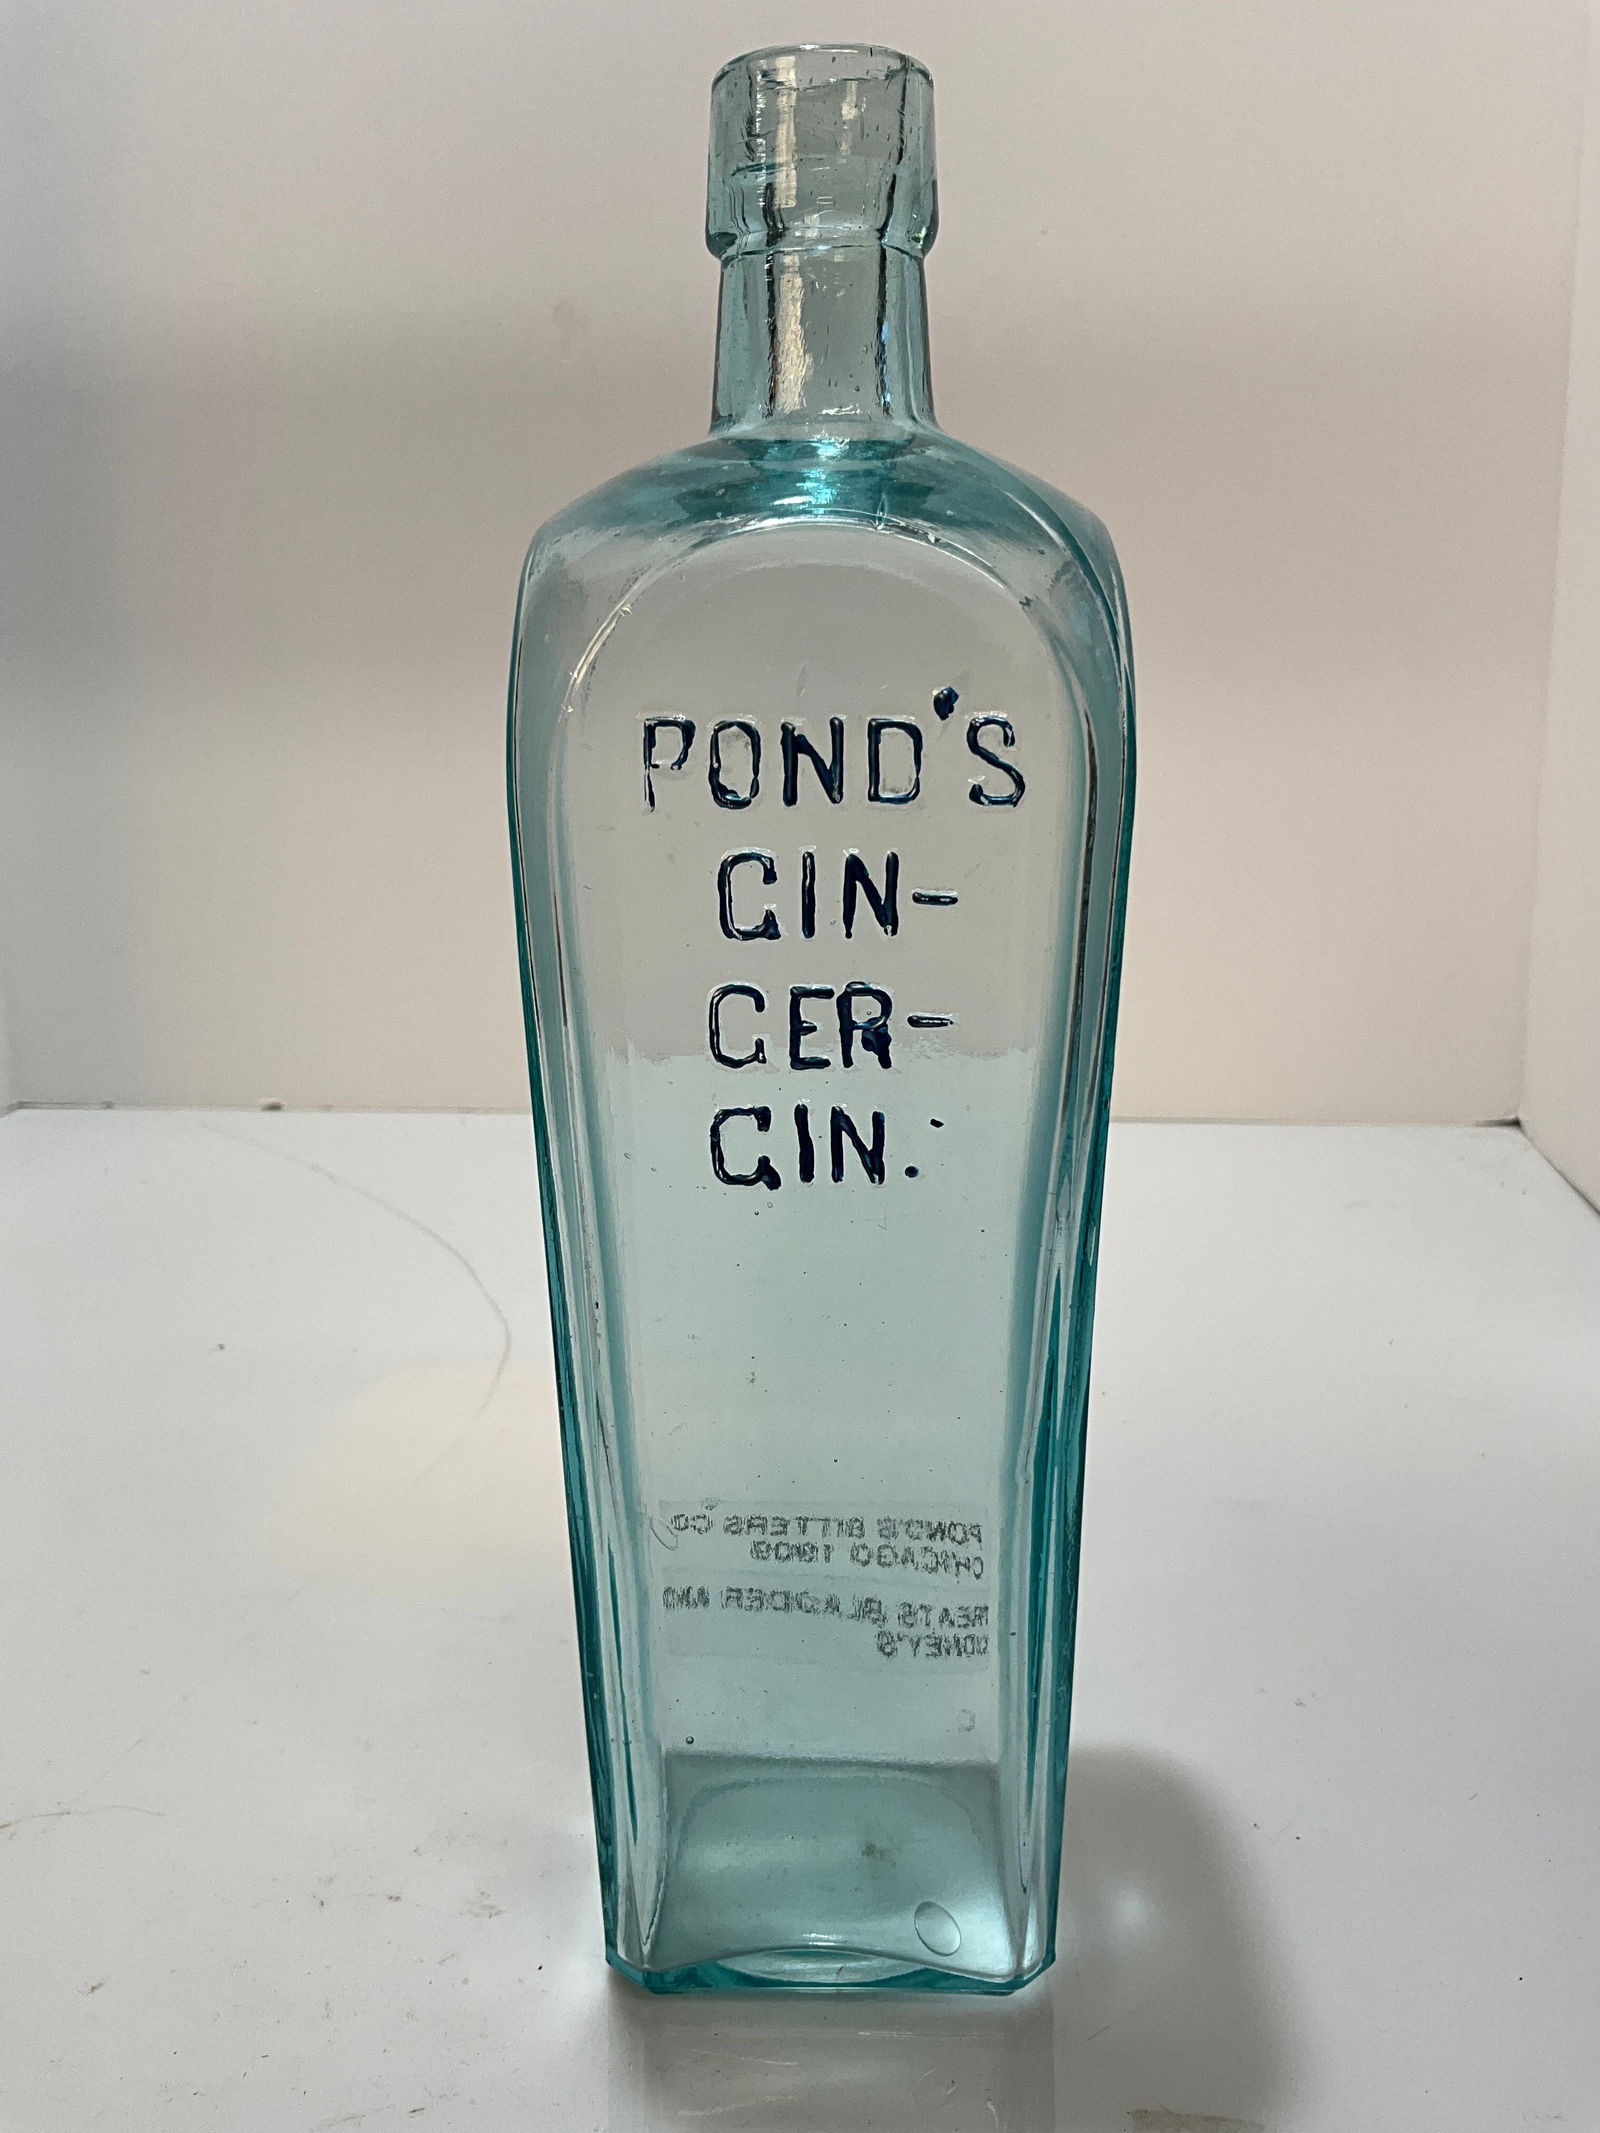 POND'S
GIN-
GER-
GIN.
POND'S BITTERS CO
CHICAGO 1909
TREATS BLADDER AND
KIDNEY'S